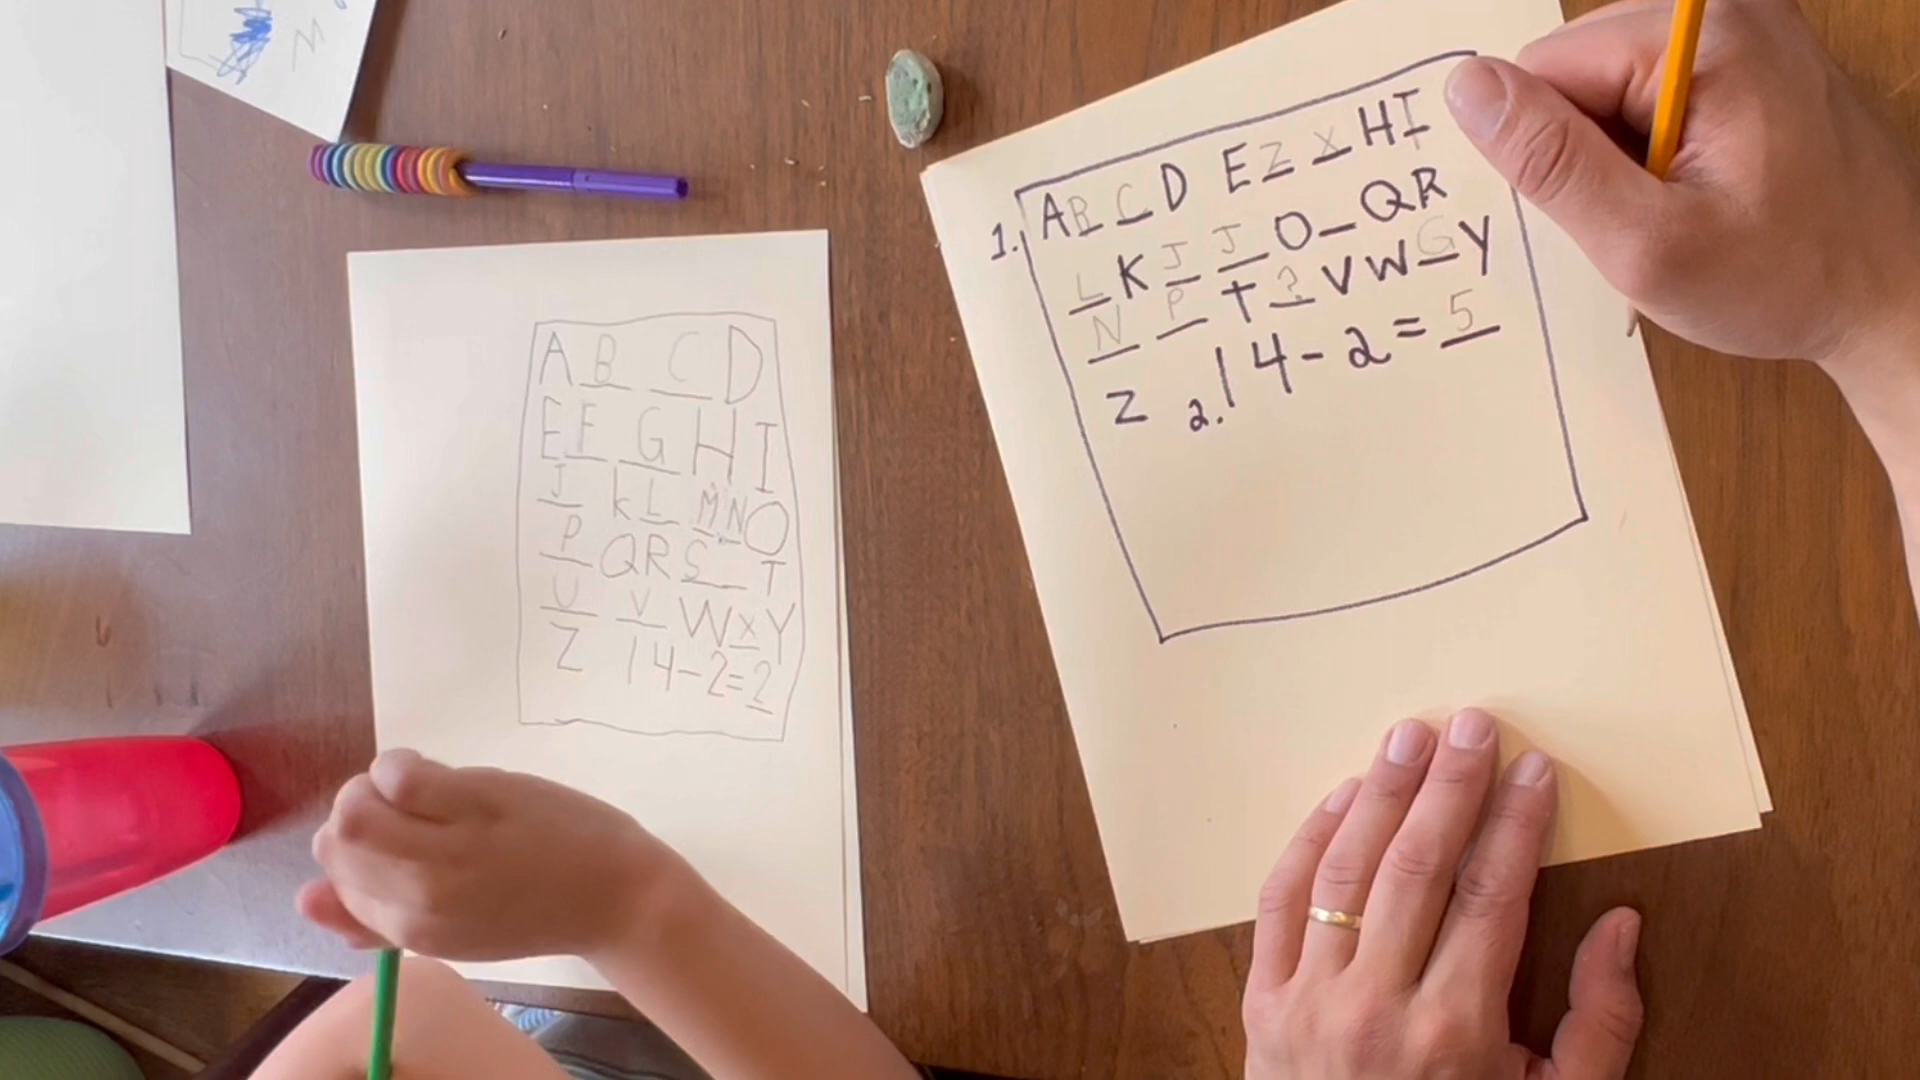 M
A B C D
E F G H I
J K L M N O
P Q R S T
U V W X Y
Z 14-2=2
1. A B C D E Z X H I
L K J J O _ Q R
N P T ? V W G Y
Z 2. 14-2=5